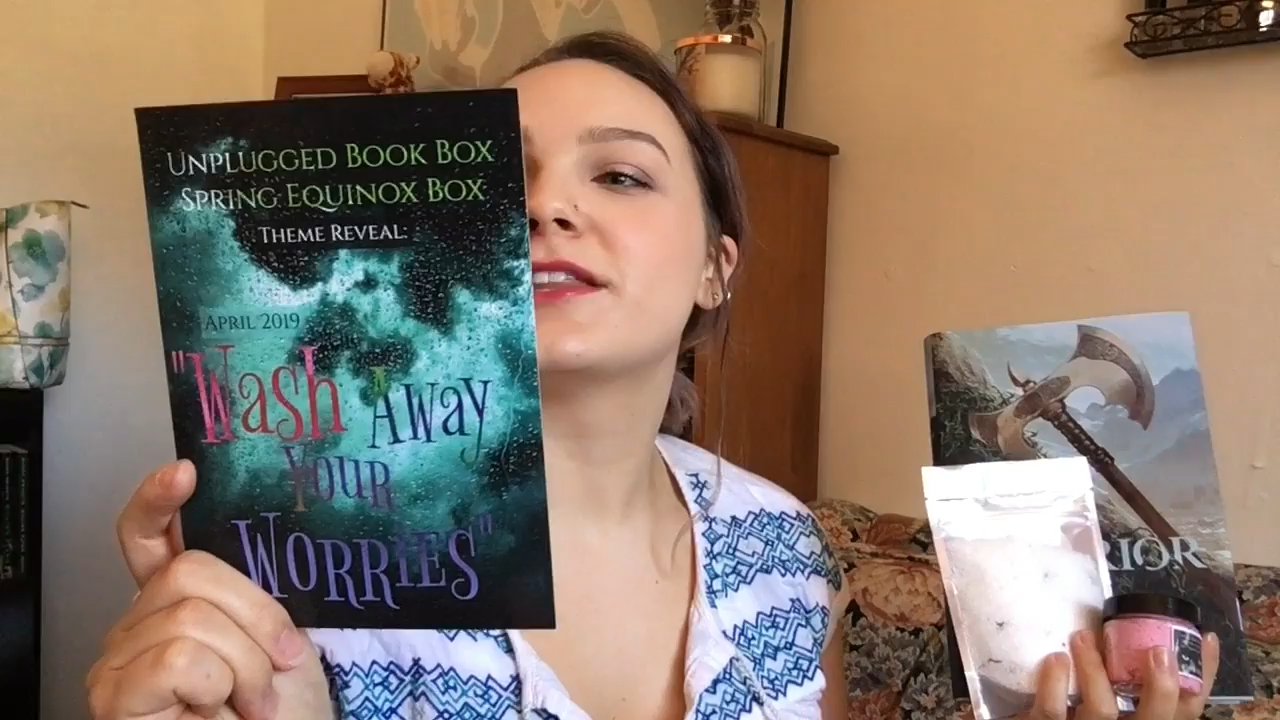 Unplugged Book Box
Spring Equinox Box
Theme Reveal:
April 2019
"Wash Away
Your
Worries"
RIOR